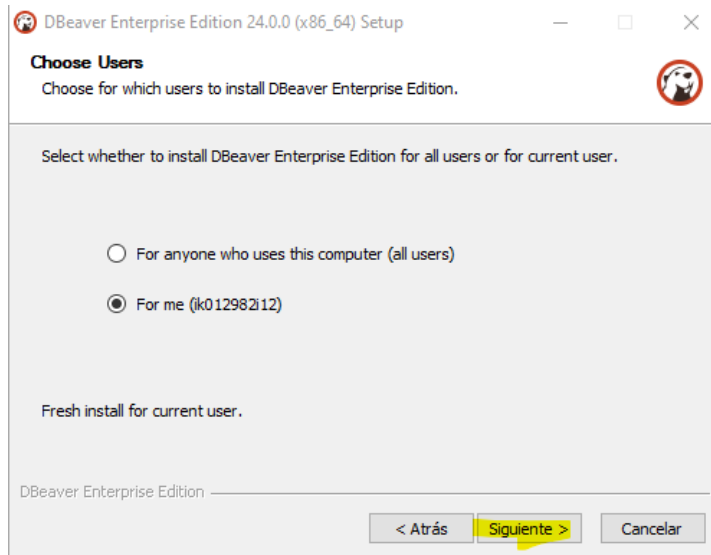 DBeaver Enterprise Edition 24.0.0 (x86_64) Setup
Choose Users
Choose for which users to install DBeaver Enterprise Edition.
Select whether to install DBeaver Enterprise Edition for all users or for current user.
For anyone who uses this computer (all users)
For me (ik012982i12)
Fresh install for current user.
DBeaver Enterprise Edition
< Atrás Siguiente > Cancelar